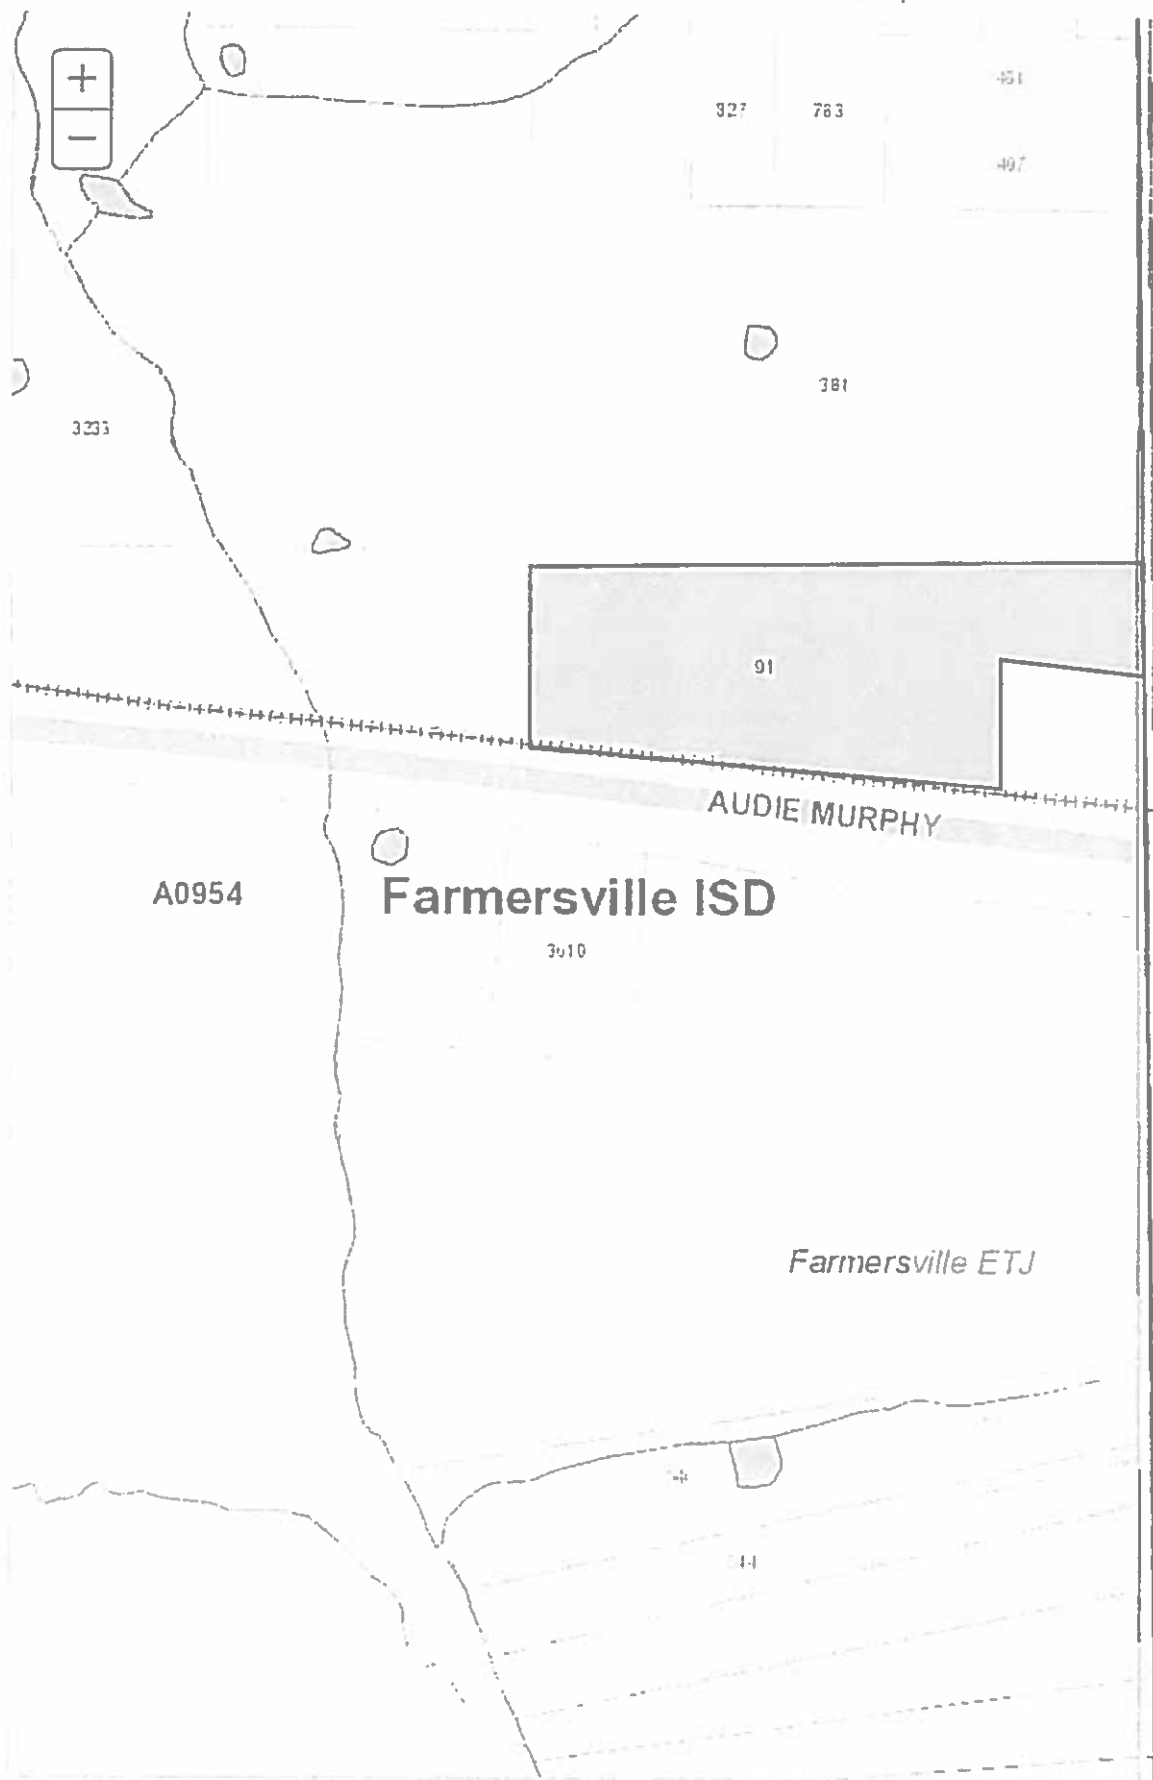 +
−
327 763
381
3233
91
AUDIE MURPHY
A0954
Farmersville ISD
Farmersville ETJ